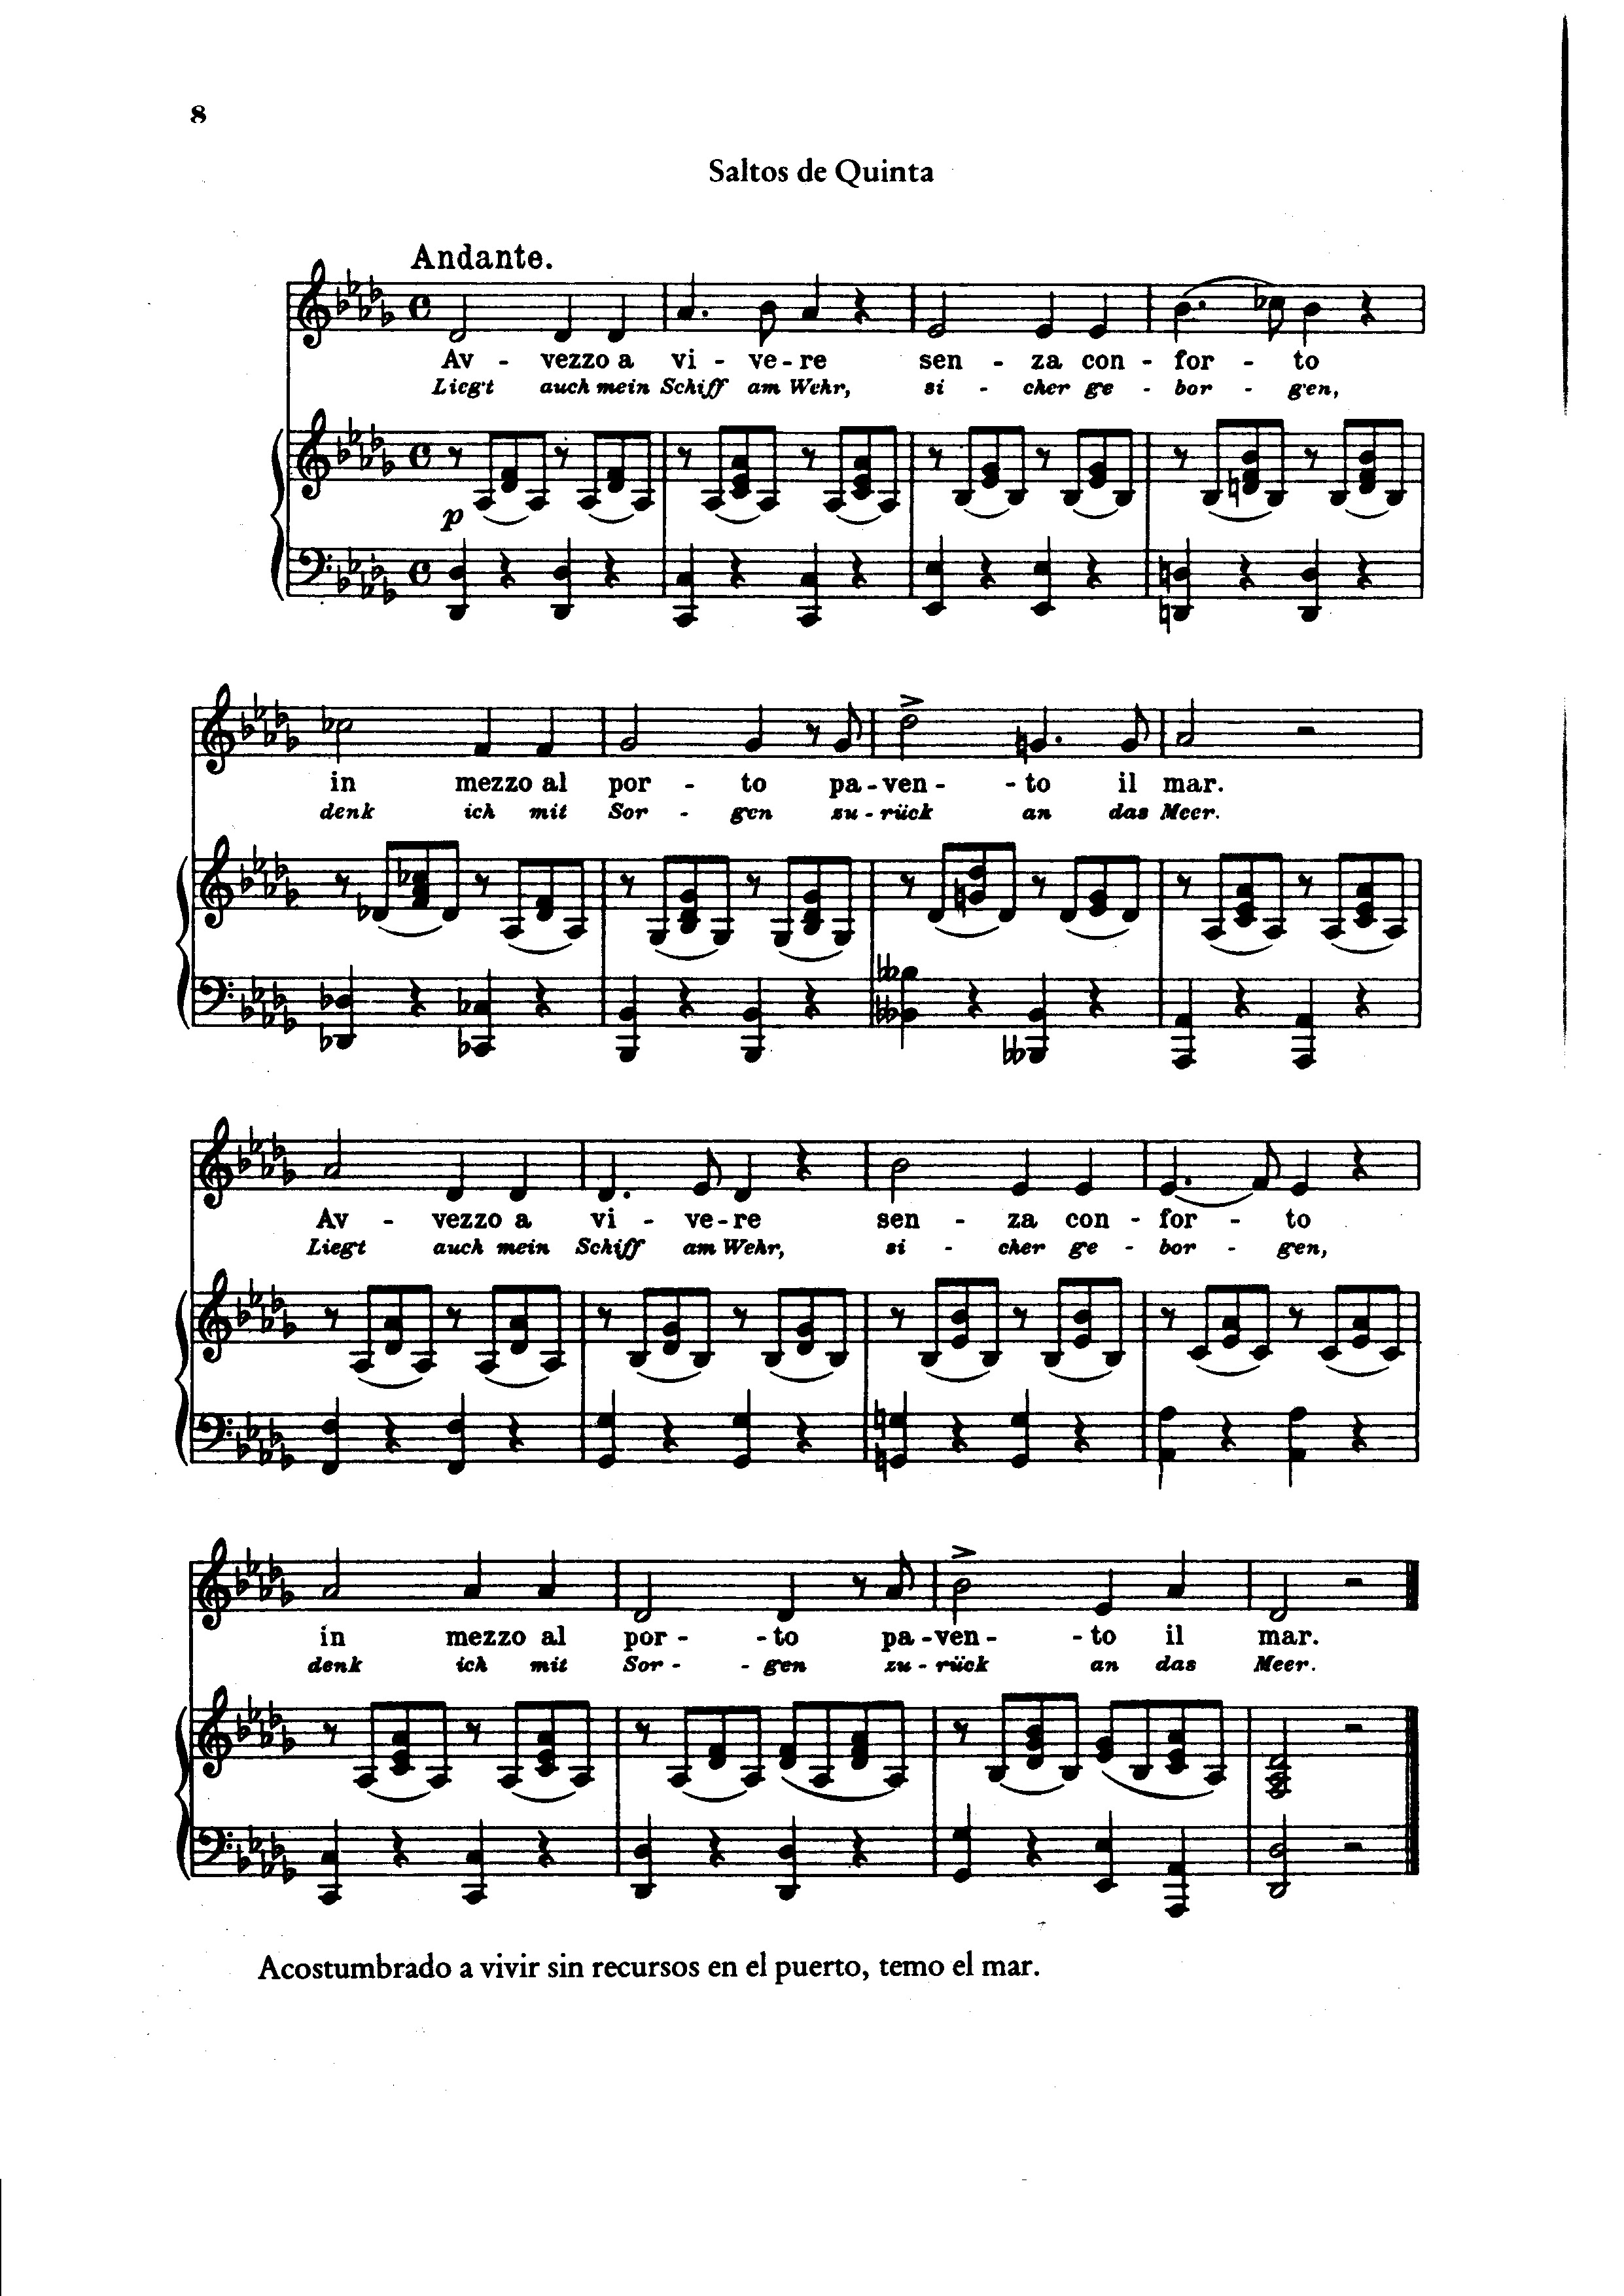 8
Saltos de Quinta
Andante.
Av - vezzo a vi - ve - re sen - za con - for - to
Liegt auch mein Schiff am Wehr, si - cher ge - bor - gen,
p
in mezzo al por - to pa - ven - - to il mar.
denk ich mit Sor - gen zu - rück an das Meer.
Av - vezzo a vi - ve - re sen - za con - for - to
Liegt auch mein Schiff am Wehr, si - cher ge - bor - gen,
in mezzo al por - - to pa - ven - - to il mar.
denk ich mit Sor - - gen zu - rück an das Meer.
Acostumbrado a vivir sin recursos en el puerto, temo el mar.